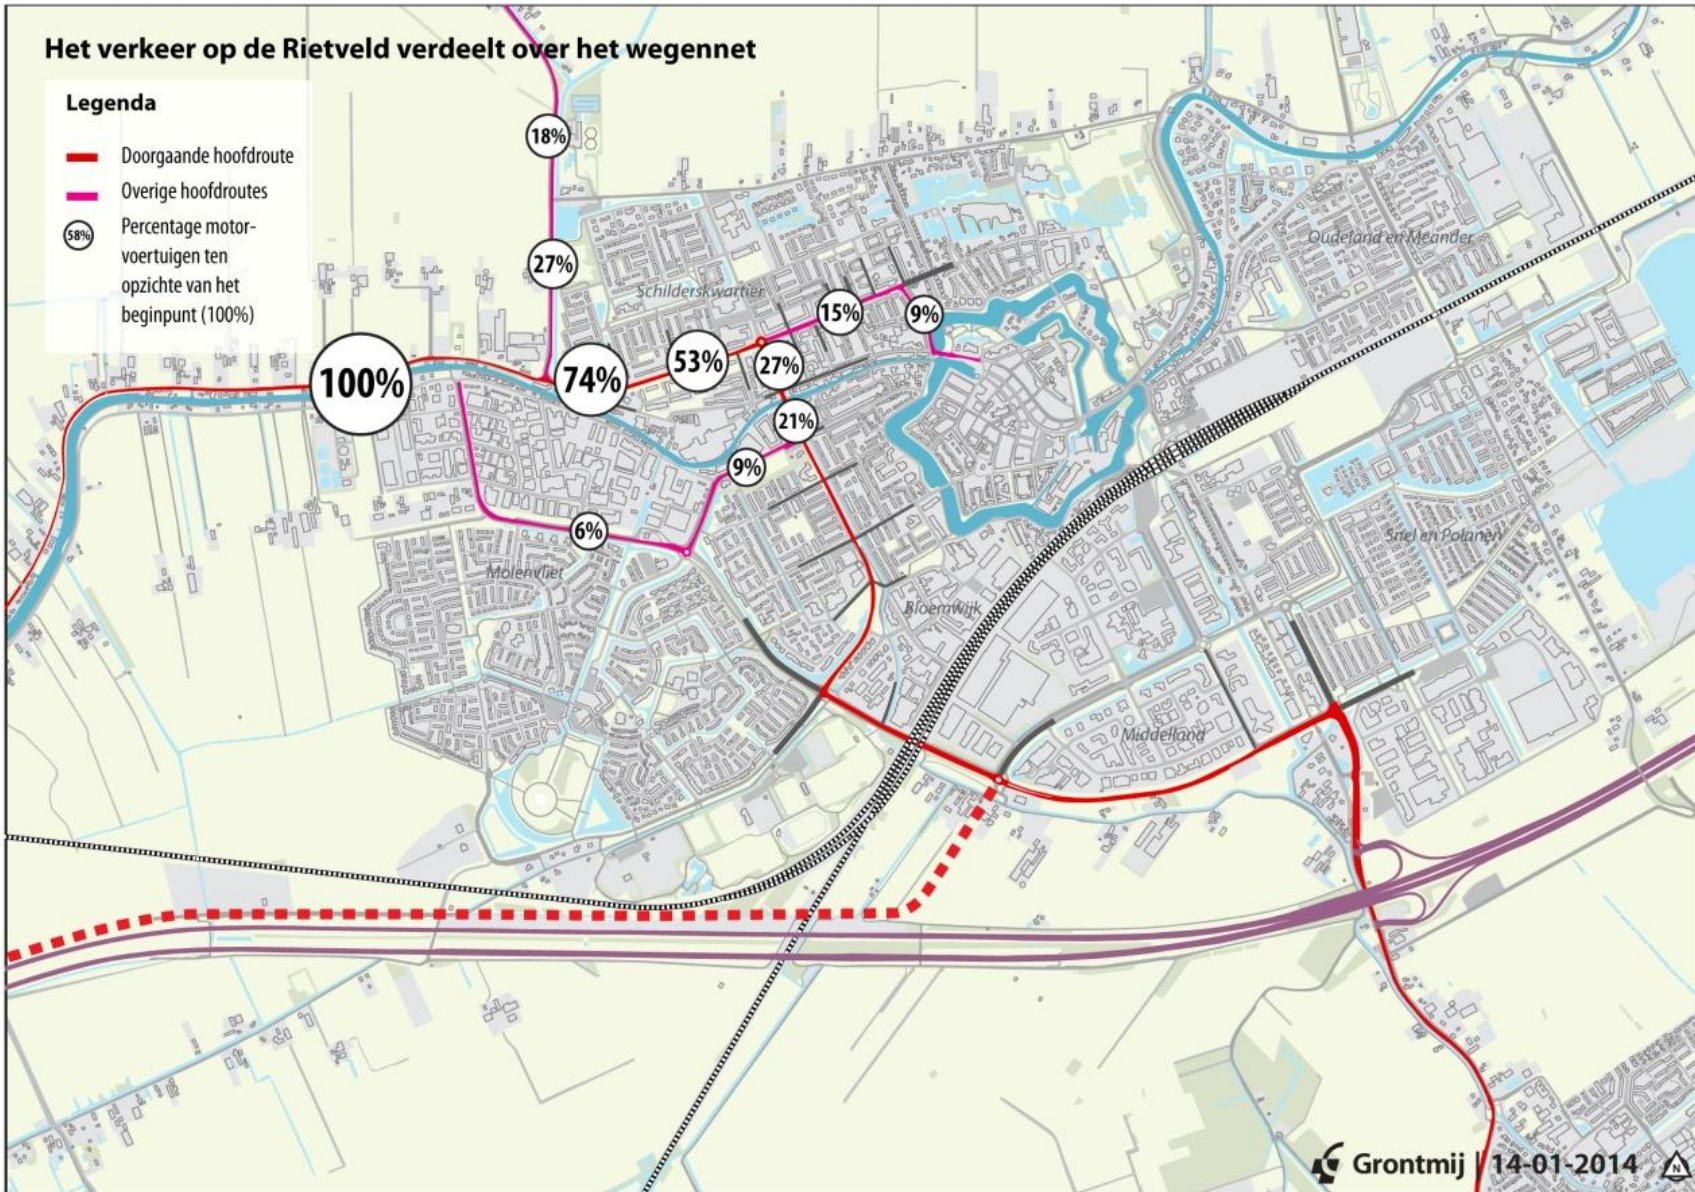 Het verkeer op de Rietveld verdeelt over het wegennet
Legenda
Doorgaande hoofdroute
Overige hoofdroutes
58%
Percentage motor-
voertuigen ten
opzichte van het
beginpunt (100%)
18%
27%
Oudeland en Meander
Schilderskwartier
15%
9%
53%
27%
100%
74%
21%
9%
6%
Snel en Polanen
Molenvliet
Bloemwijk
Middelland
Grontmij | 14-01-2014
N